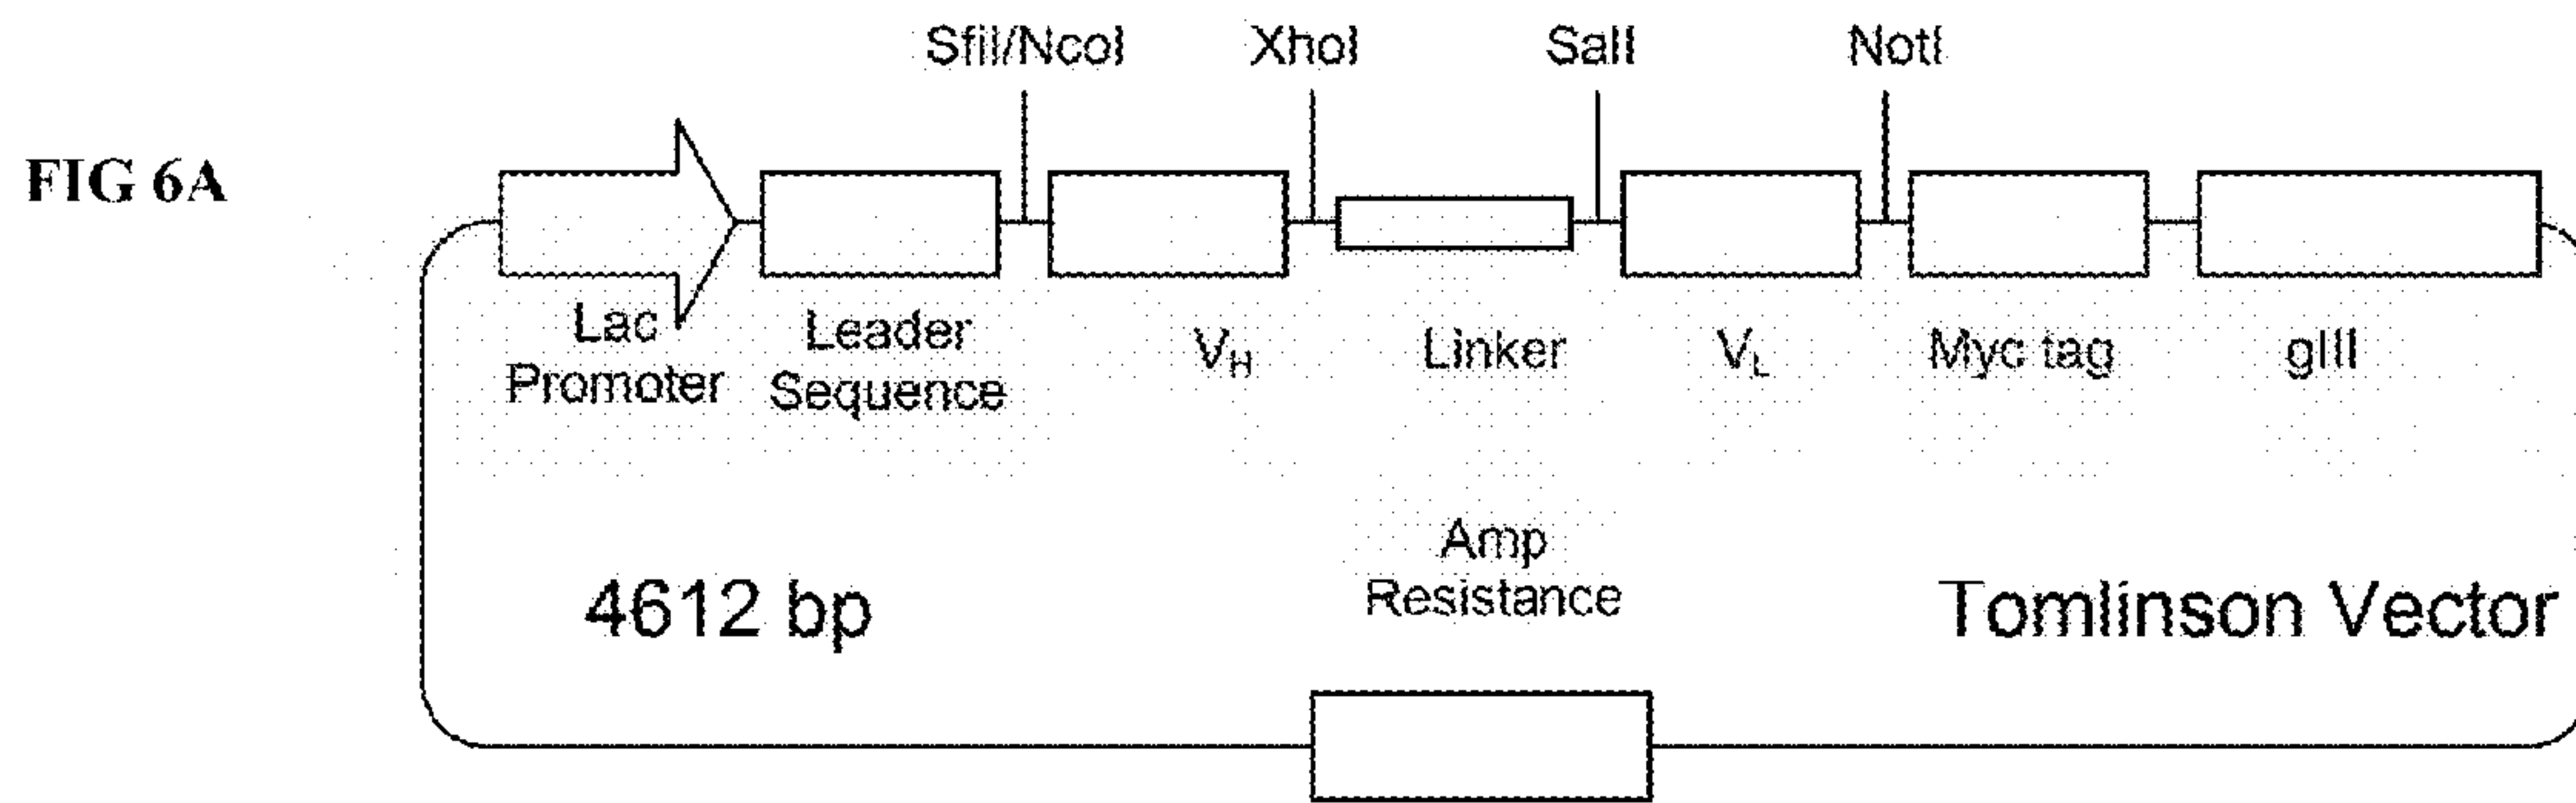 SfiI/NcoI XhoI SalI NotI
FIG 6A
Lac Promoter
Leader Sequence
VH
Linker
VL
Myc tag
gIII
Amp
Resistance
4612 bp
Tomlinson Vector